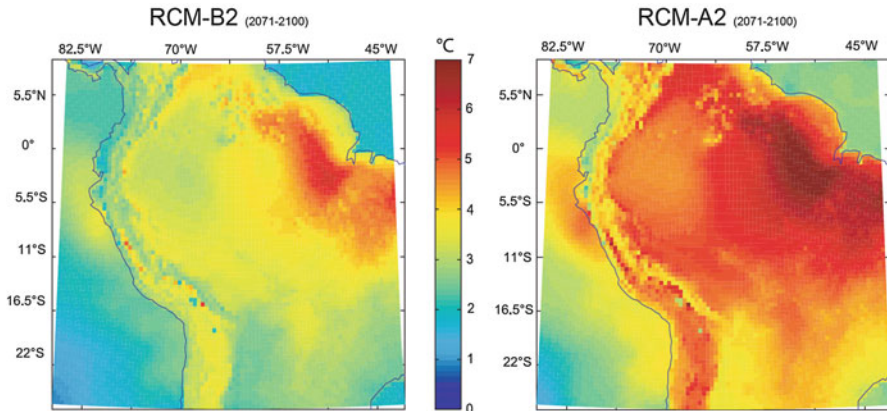 RCM-B2 (2071-2100)
82.5°W 70°W 57.5°W 45°W
5.5°N
0°
5.5°S
11°S
16.5°S
22°S
°C
7
6
5
4
3
2
1
0
RCM-A2 (2071-2100)
82.5°W 70°W 57.5°W 45°W
5.5°N
0°
5.5°S
11°S
16.5°S
22°S